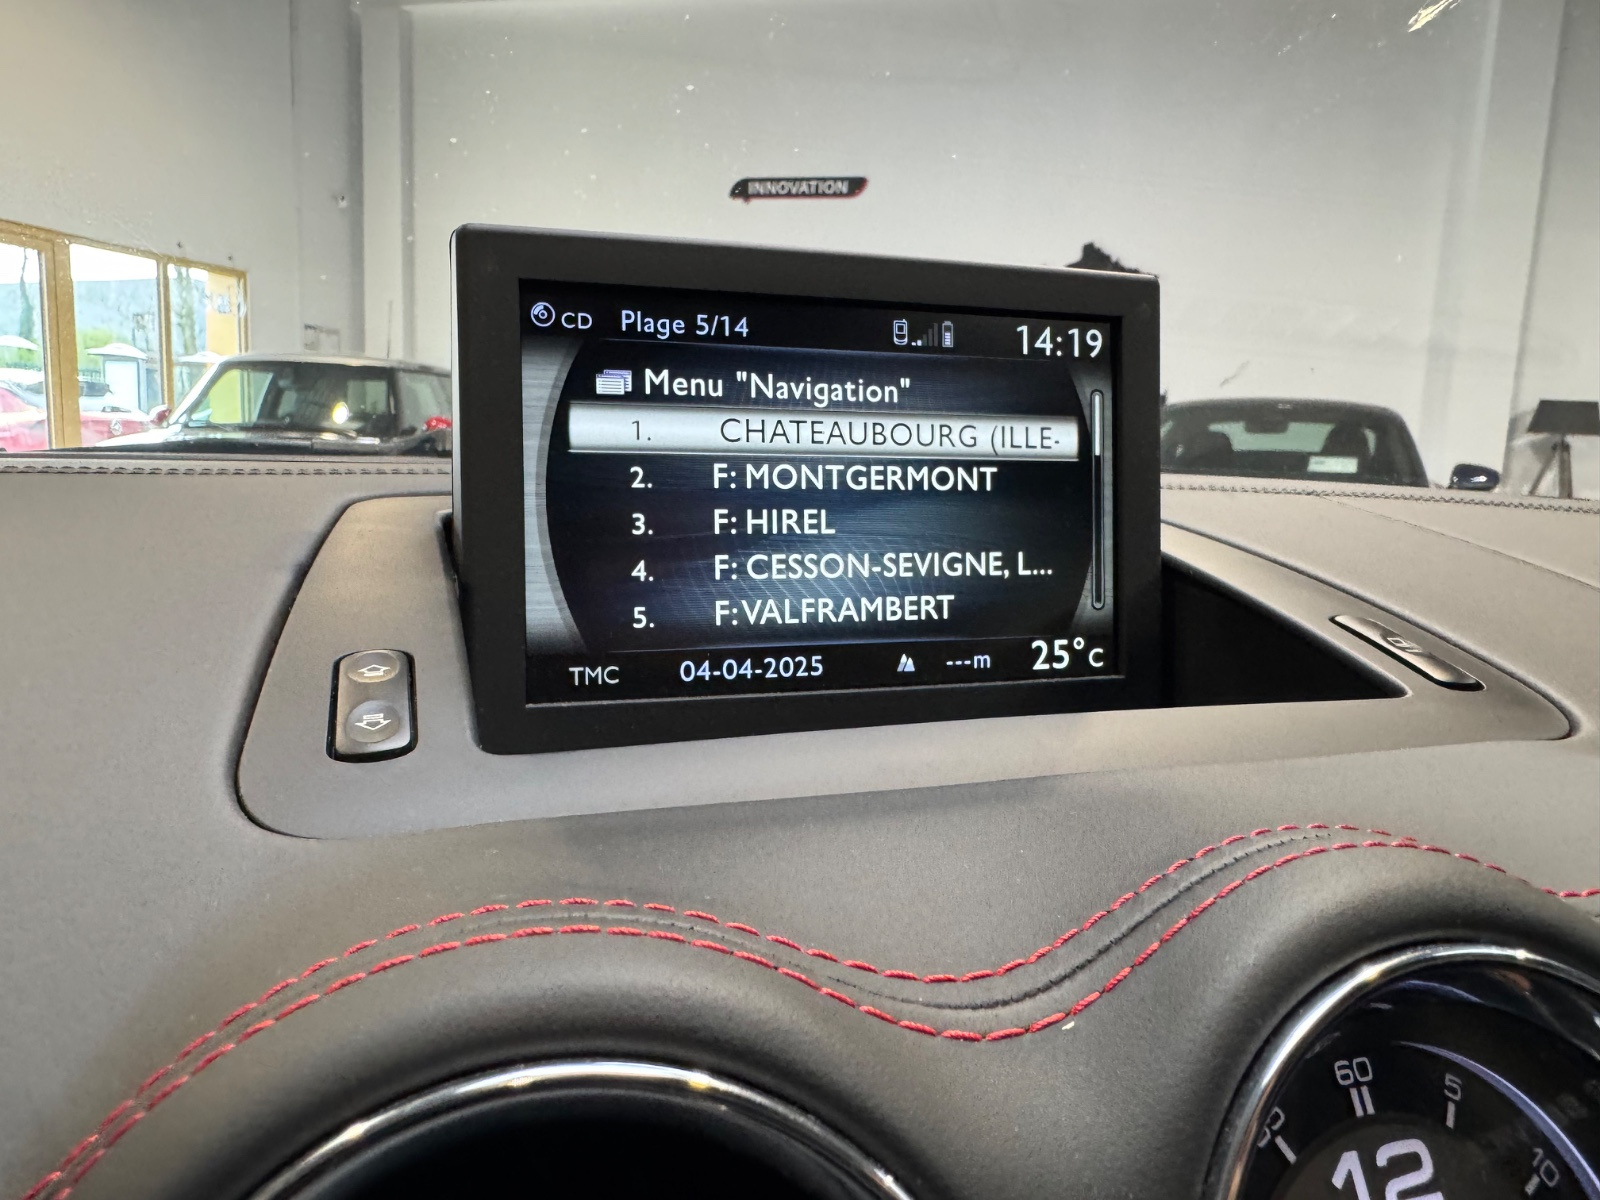 INNOVATION
CD Plage 5/14 14:19
Menu "Navigation"
1. CHATEAUBOURG (ILLE-
2. F: MONTGERMONT
3. F: HIREL
4. F: CESSON-SEVIGNE, L...
5. F: VALFRAMBERT
TMC 04-04-2025 ---m 25°c
60 5
10
12